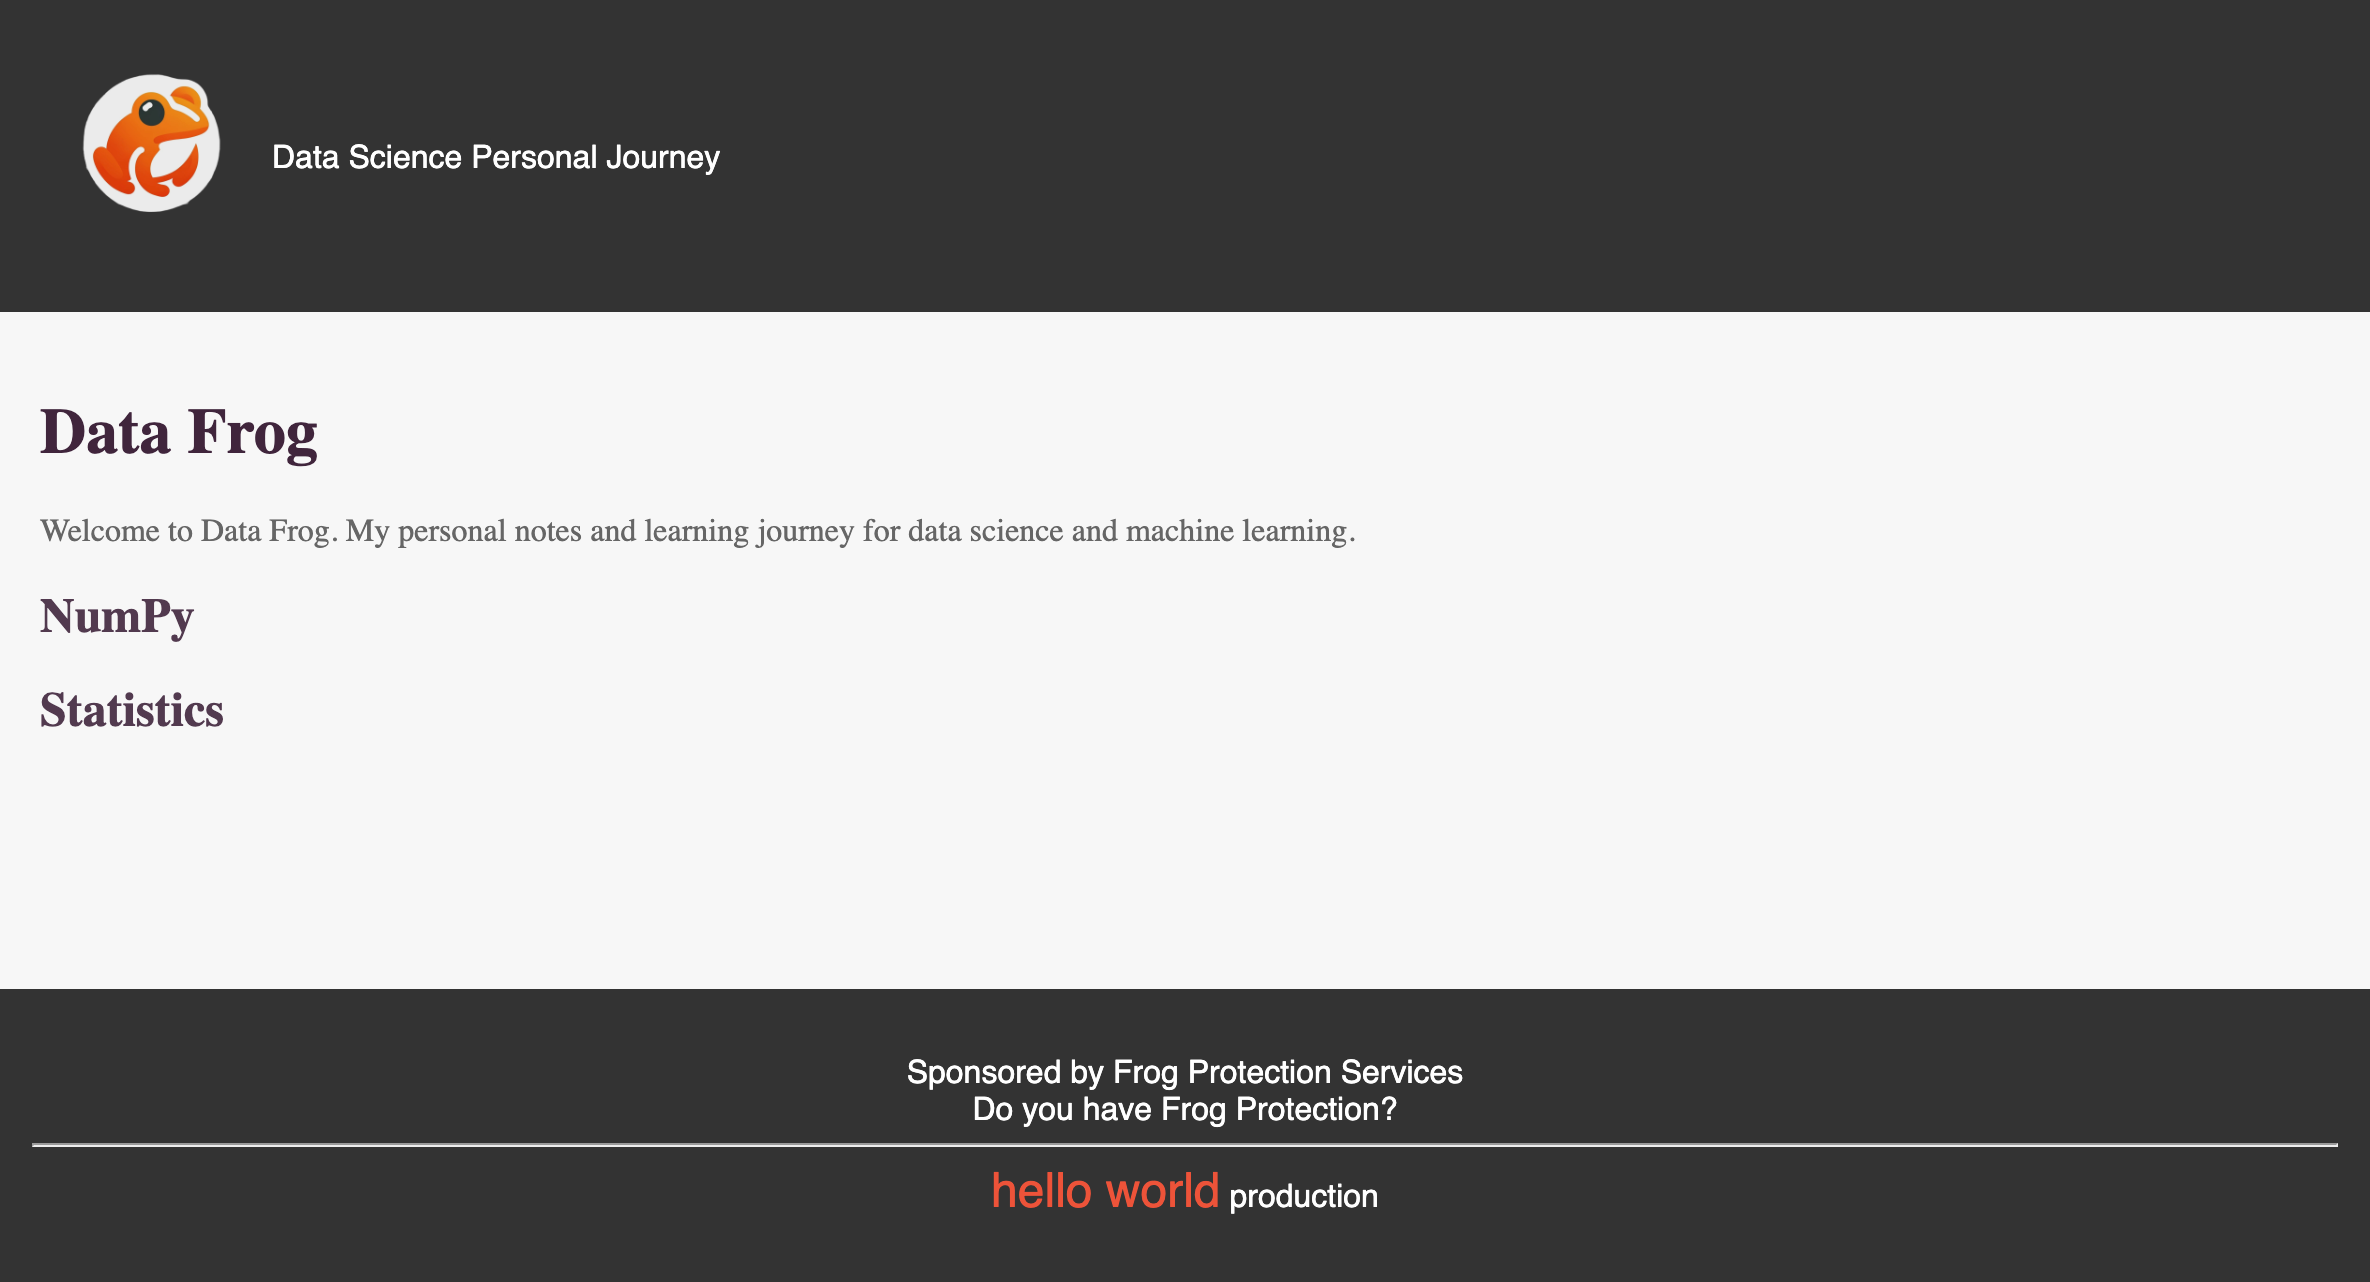 Data Science Personal Journey
Data Frog
Welcome to Data Frog. My personal notes and learning journey for data science and machine learning.
NumPy
Statistics
Sponsored by Frog Protection Services
Do you have Frog Protection?
hello world production